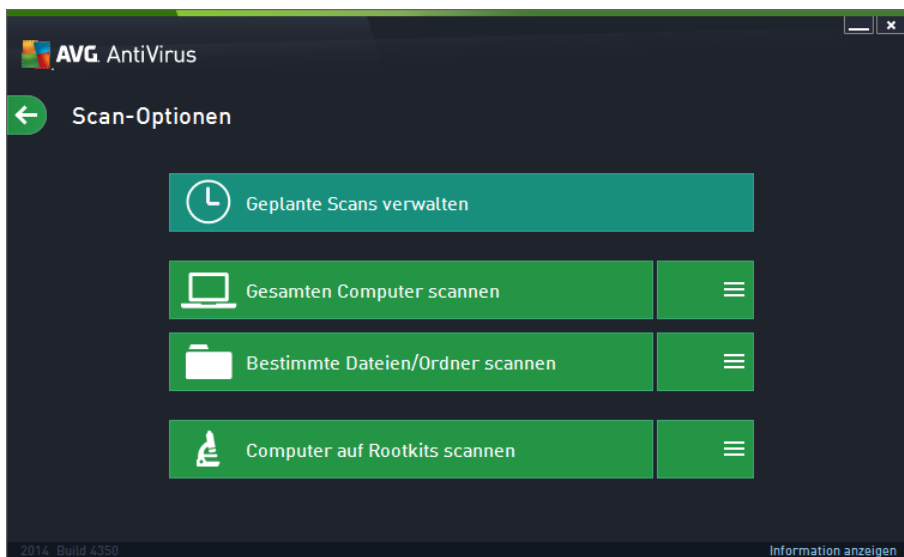 AVG. AntiVirus
Scan-Optionen
Geplante Scans verwalten
Gesamten Computer scannen
Bestimmte Dateien/Ordner scannen
Computer auf Rootkits scannen
2014 Build 4350
Information anzeigen